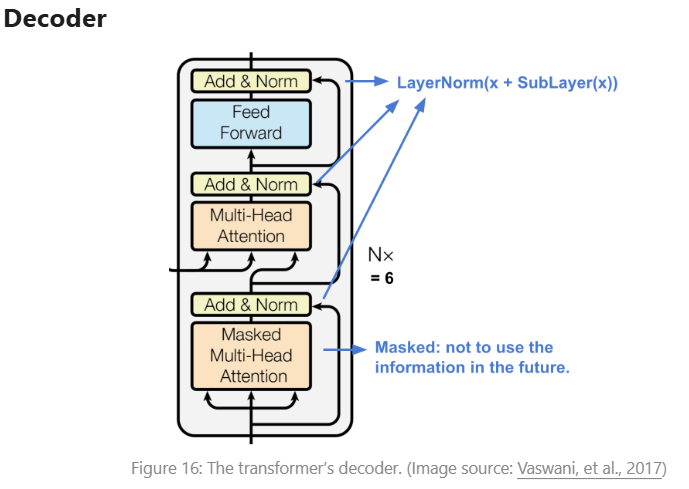 Decoder
Add & Norm
LayerNorm(x + SubLayer(x))
Feed
Forward
Add & Norm
Multi-Head
Attention
N×
= 6
Add & Norm
Masked
Multi-Head
Attention
Masked: not to use the
information in the future.
Figure 16: The transformer’s decoder. (Image source: Vaswani, et al., 2017)